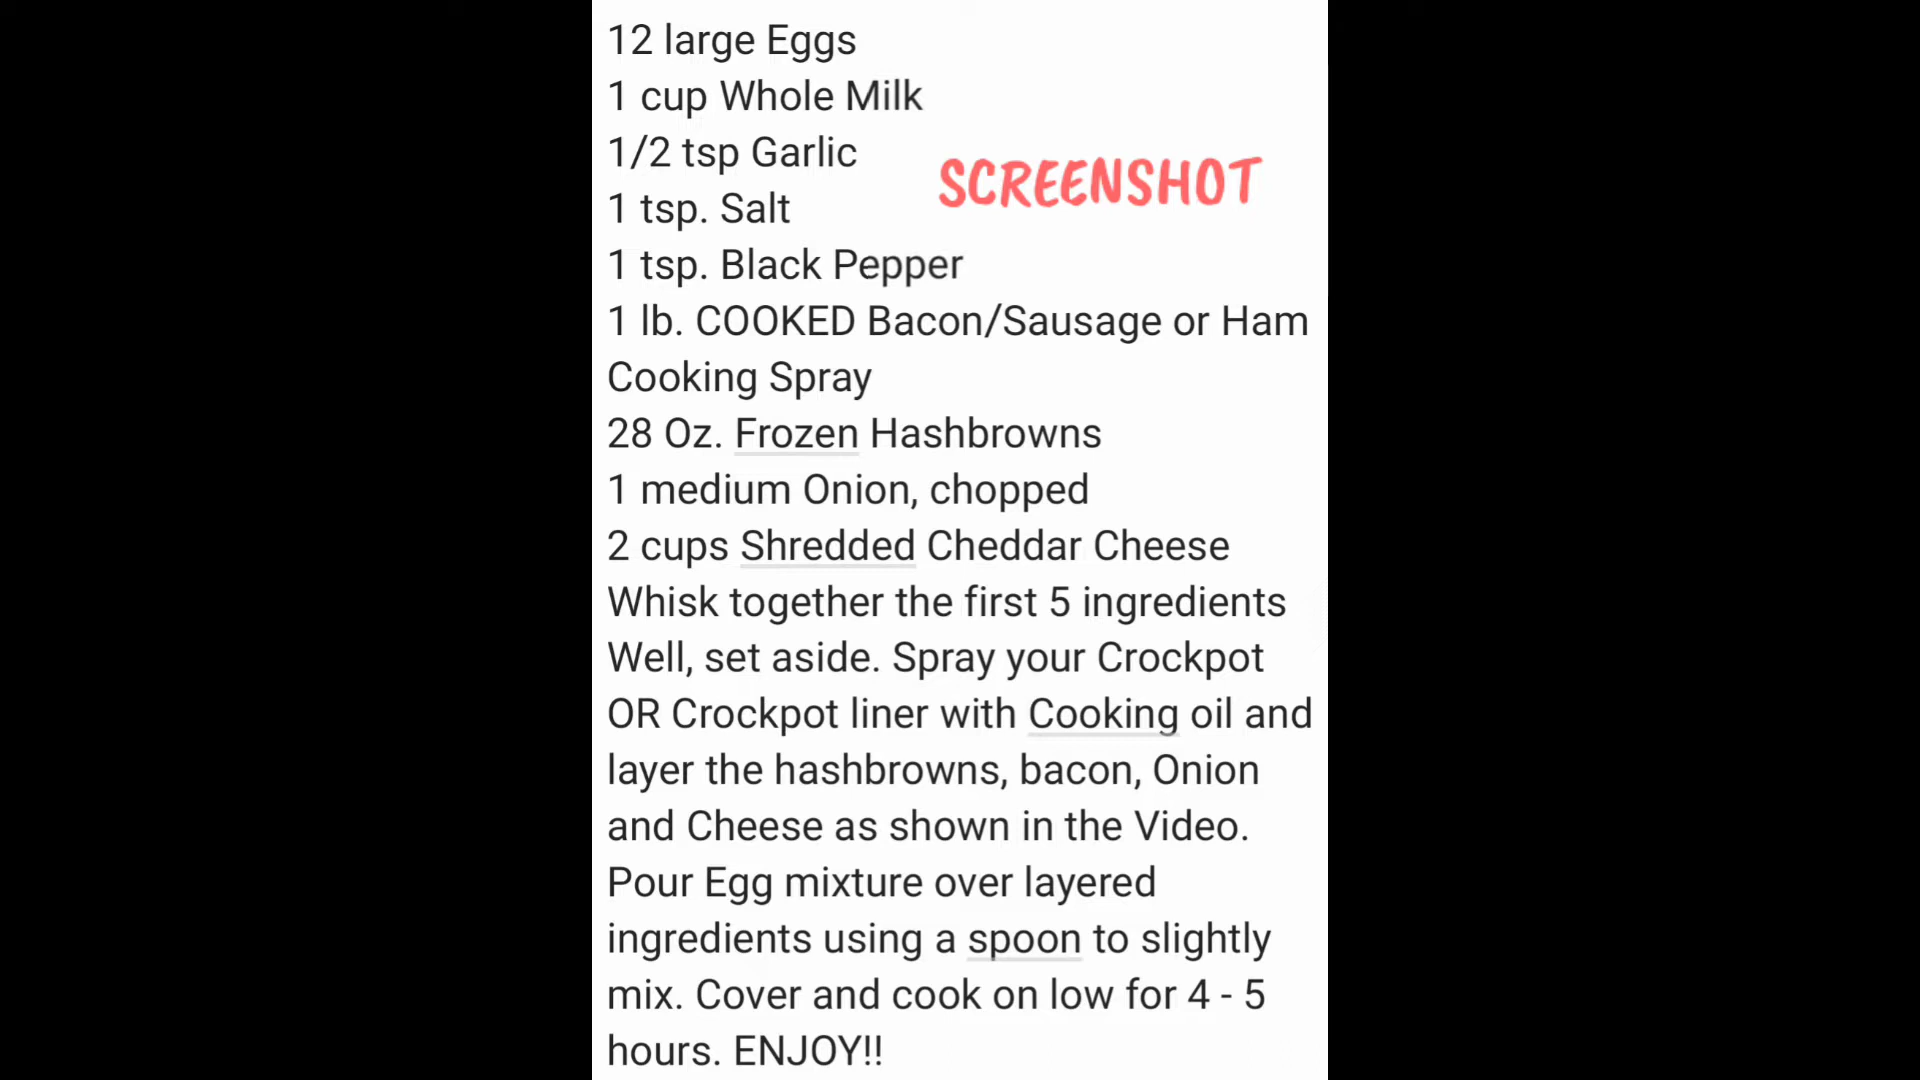 12 large Eggs
1 cup Whole Milk
1/2 tsp Garlic
SCREENSHOT
1 tsp. Salt
1 tsp. Black Pepper
1 lb. COOKED Bacon/Sausage or Ham
Cooking Spray
28 Oz. Frozen Hashbrowns
1 medium Onion, chopped
2 cups Shredded Cheddar Cheese
Whisk together the first 5 ingredients
Well, set aside. Spray your Crockpot
OR Crockpot liner with Cooking oil and
layer the hashbrowns, bacon, Onion
and Cheese as shown in the Video.
Pour Egg mixture over layered
ingredients using a spoon to slightly
mix. Cover and cook on low for 4 - 5
hours. ENJOY!!